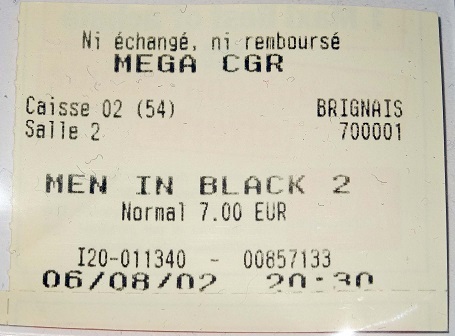 Ni échangé, ni remboursé
MEGA CGR
Caisse 02 (54) BRIGNAIS
Salle 2 700001
MEN IN BLACK 2
Normal 7.00 EUR
I20-011340 - 00857133
06/08/02 20:30